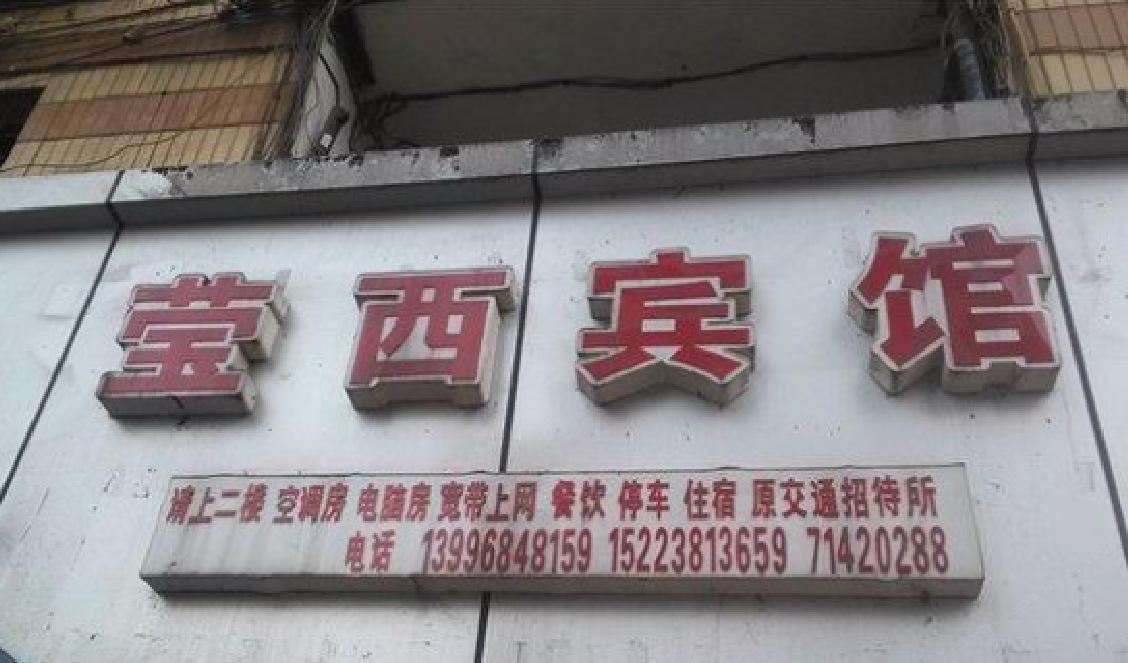 莹西宾馆
请上二楼 空调房 电脑房 宽带上网 餐饮 停车 住宿 原交通招待所
电话 13996848159 15223813659 71420288